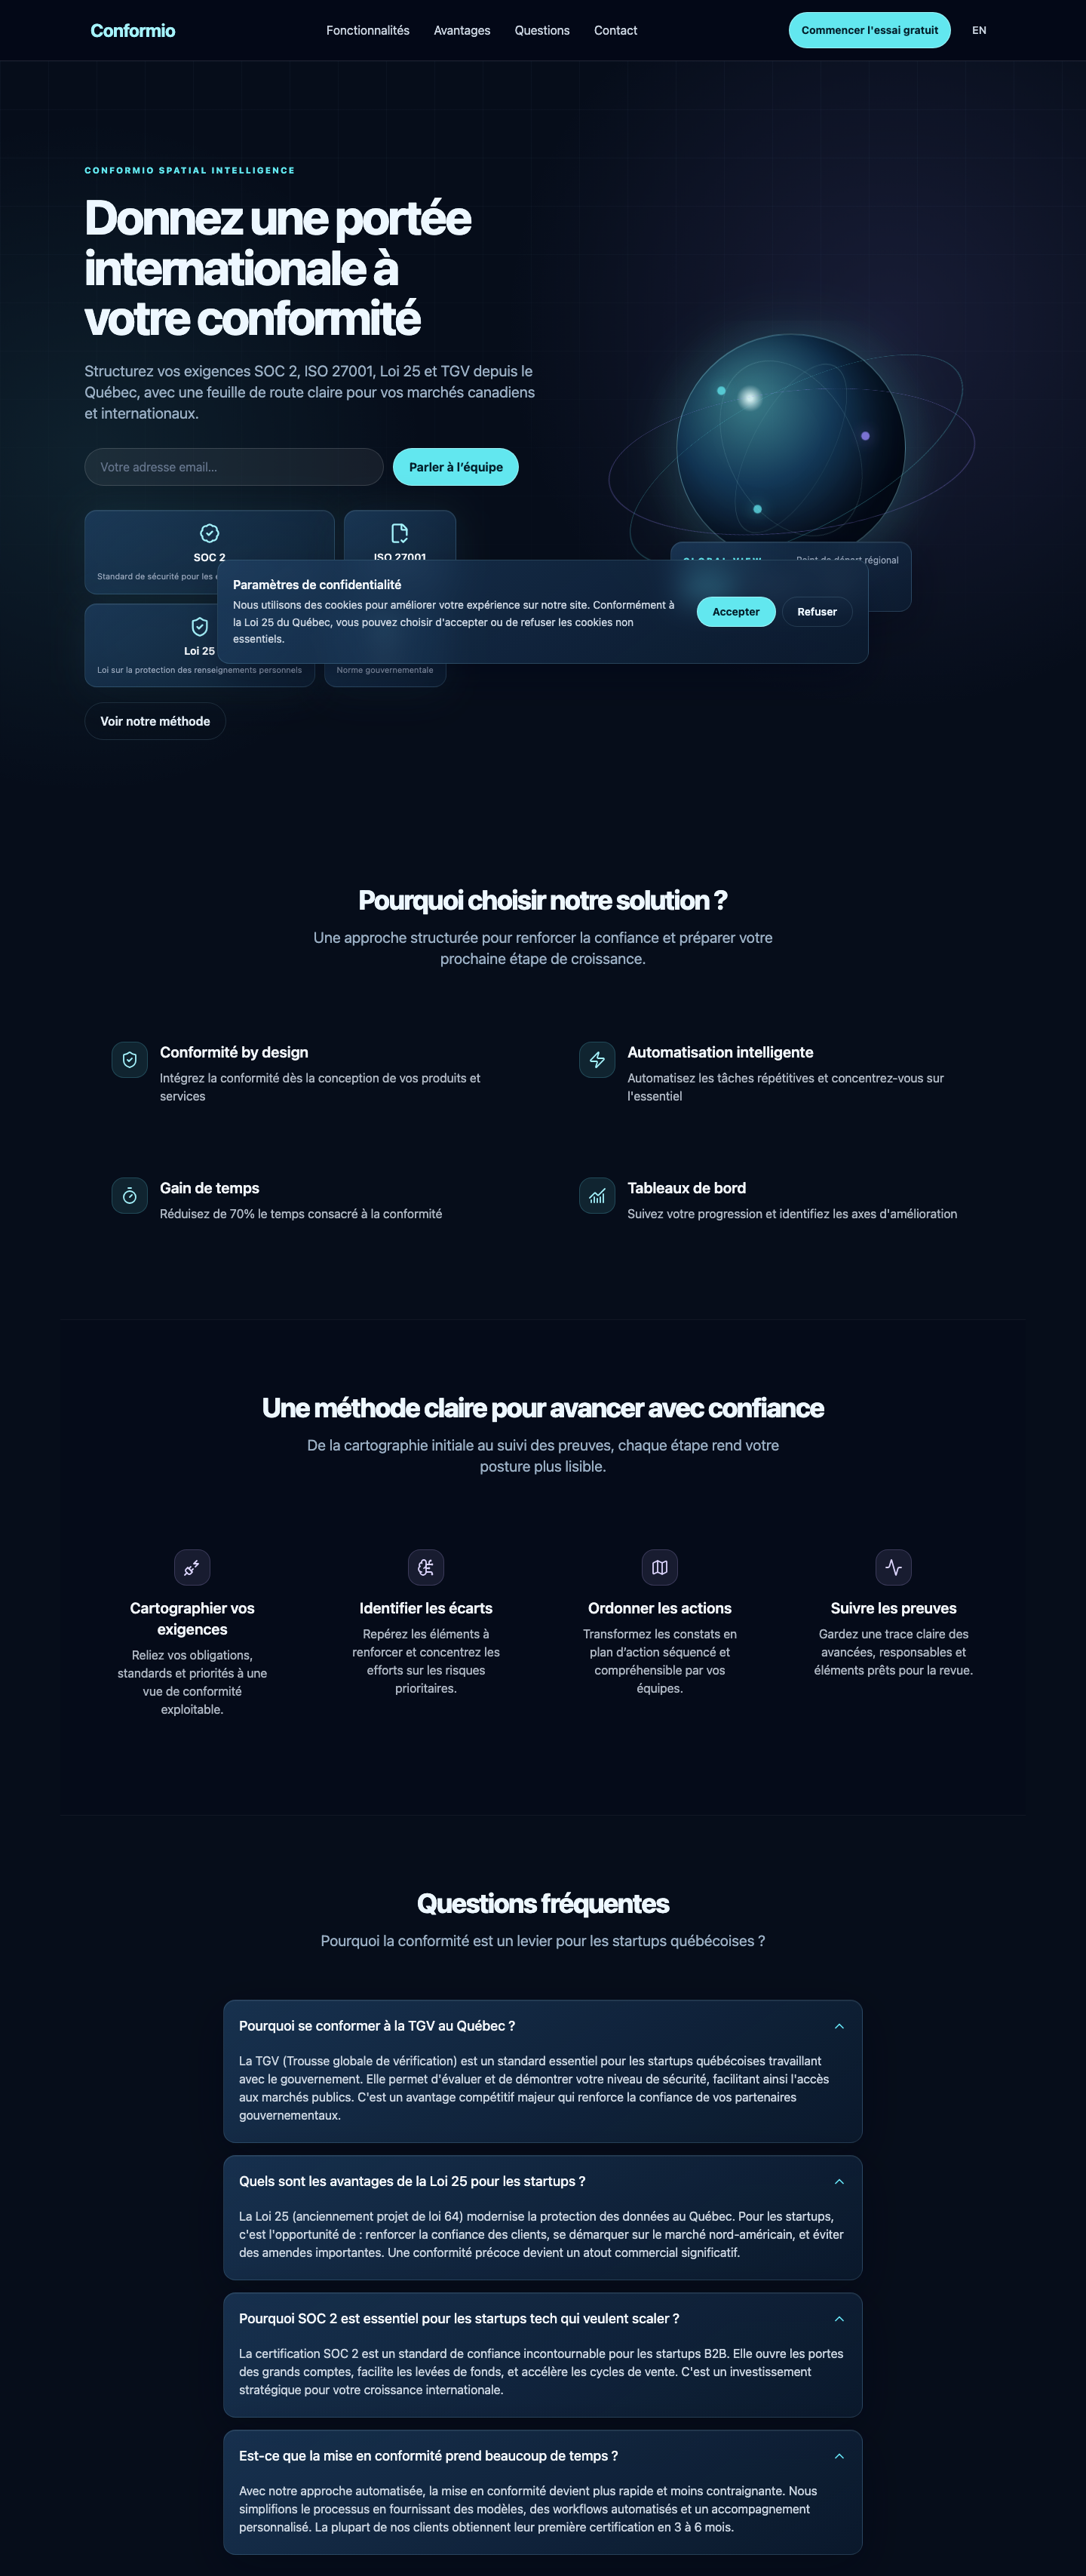 Conformio
Fonctionnalités
Avantages
Questions
Contact
Commencer l'essai gratuit
EN
CONFORMIO SPATIAL INTELLIGENCE
Donnez une portée
internationale à
votre conformité
Structurez vos exigences SOC 2, ISO 27001, Loi 25 et TGV depuis le
Québec, avec une feuille de route claire pour vos marchés canadiens
et internationaux.
Votre adresse email...
Parler à l’équipe
SOC 2
Standard de sécurité pour les
ISO 27001
Loi 25
Loi sur la protection des renseignements personnels
Norme gouvernementale
GLOBAL VIEW
Point de départ régional
Paramètres de confidentialité
Nous utilisons des cookies pour améliorer votre expérience sur notre site. Conformément à
la Loi 25 du Québec, vous pouvez choisir d'accepter ou de refuser les cookies non
essentiels.
Accepter
Refuser
Voir notre méthode
Pourquoi choisir notre solution ?
Une approche structurée pour renforcer la confiance et préparer votre
prochaine étape de croissance.
Conformité by design
Intégrez la conformité dès la conception de vos produits et
services
Automatisation intelligente
Automatisez les tâches répétitives et concentrez-vous sur
l'essentiel
Gain de temps
Réduisez de 70% le temps consacré à la conformité
Tableaux de bord
Suivez votre progression et identifiez les axes d'amélioration
Une méthode claire pour avancer avec confiance
De la cartographie initiale au suivi des preuves, chaque étape rend votre
posture plus lisible.
Cartographier vos
exigences
Reliez vos obligations,
standards et priorités à une
vue de conformité
exploitable.
Identifier les écarts
Repérez les éléments à
renforcer et concentrez les
efforts sur les risques
prioritaires.
Ordonner les actions
Transformez les constats en
plan d’action séquencé et
compréhensible par vos
équipes.
Suivre les preuves
Gardez une trace claire des
avancées, responsables et
éléments prêts pour la revue.
Questions fréquentes
Pourquoi la conformité est un levier pour les startups québécoises ?
Pourquoi se conformer à la TGV au Québec ?
La TGV (Trousse globale de vérification) est un standard essentiel pour les startups québécoises travaillant
avec le gouvernement. Elle permet d'évaluer et de démontrer votre niveau de sécurité, facilitant ainsi l'accès
aux marchés publics. C'est un avantage compétitif majeur qui renforce la confiance de vos partenaires
gouvernementaux.
Quels sont les avantages de la Loi 25 pour les startups ?
La Loi 25 (anciennement projet de loi 64) modernise la protection des données au Québec. Pour les startups,
c'est l'opportunité de : renforcer la confiance des clients, se démarquer sur le marché nord-américain, et éviter
des amendes importantes. Une conformité précoce devient un atout commercial significatif.
Pourquoi SOC 2 est essentiel pour les startups tech qui veulent scaler ?
La certification SOC 2 est un standard de confiance incontournable pour les startups B2B. Elle ouvre les portes
des grands comptes, facilite les levées de fonds, et accélère les cycles de vente. C'est un investissement
stratégique pour votre croissance internationale.
Est-ce que la mise en conformité prend beaucoup de temps ?
Avec notre approche automatisée, la mise en conformité devient plus rapide et moins contraignante. Nous
simplifions le processus en fournissant des modèles, des workflows automatisés et un accompagnement
personnalisé. La plupart de nos clients obtiennent leur première certification en 3 à 6 mois.